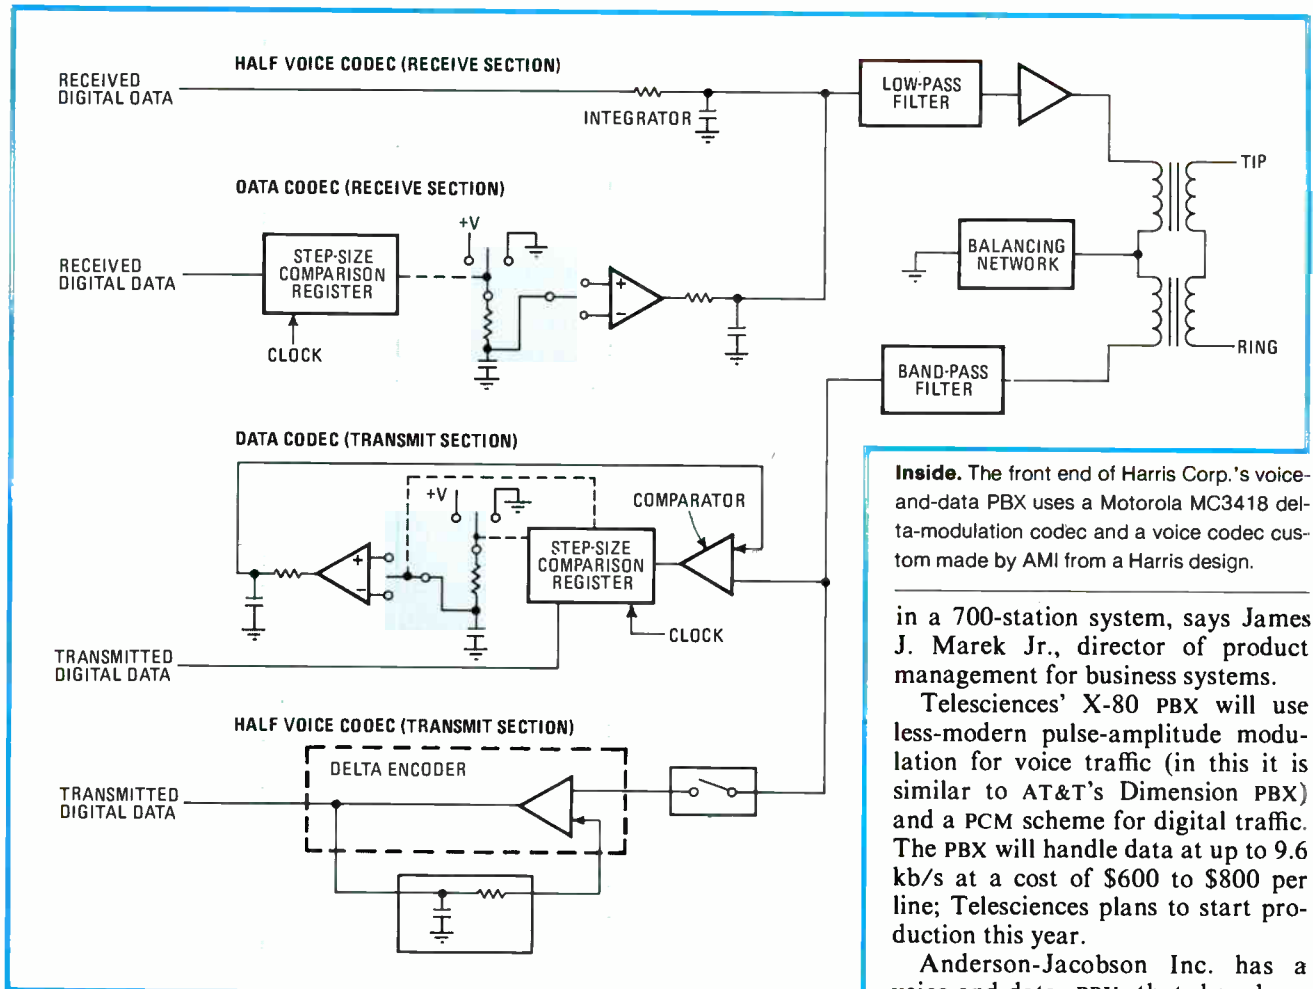 HALF VOICE CODEC (RECEIVE SECTION)
RECEIVED
DIGITAL DATA
INTEGRATOR
LOW-PASS
FILTER
TIP
DATA CODEC (RECEIVE SECTION)
+V
RECEIVED
DIGITAL DATA
STEP-SIZE
COMPARISON
REGISTER
+
−
CLOCK
BALANCING
NETWORK
RING
BAND-PASS
FILTER
DATA CODEC (TRANSMIT SECTION)
+V
COMPARATOR
+
−
STEP-SIZE
COMPARISON
REGISTER
CLOCK
TRANSMITTED
DIGITAL DATA
HALF VOICE CODEC (TRANSMIT SECTION)
DELTA ENCODER
TRANSMITTED
DIGITAL DATA
Inside. The front end of Harris Corp.'s voice-
and-data PBX uses a Motorola MC3418 del-
ta-modulation codec and a voice codec cus-
tom made by AMI from a Harris design.
in a 700-station system, says James
J. Marek Jr., director of product
management for business systems.
Telesciences' X-80 PBX will use
less-modern pulse-amplitude modu-
lation for voice traffic (in this it is
similar to AT&T's Dimension PBX)
and a PCM scheme for digital traffic.
The PBX will handle data at up to 9.6
kb/s at a cost of $600 to $800 per
line; Telesciences plans to start pro-
duction this year.
Anderson-Jacobson Inc. has a